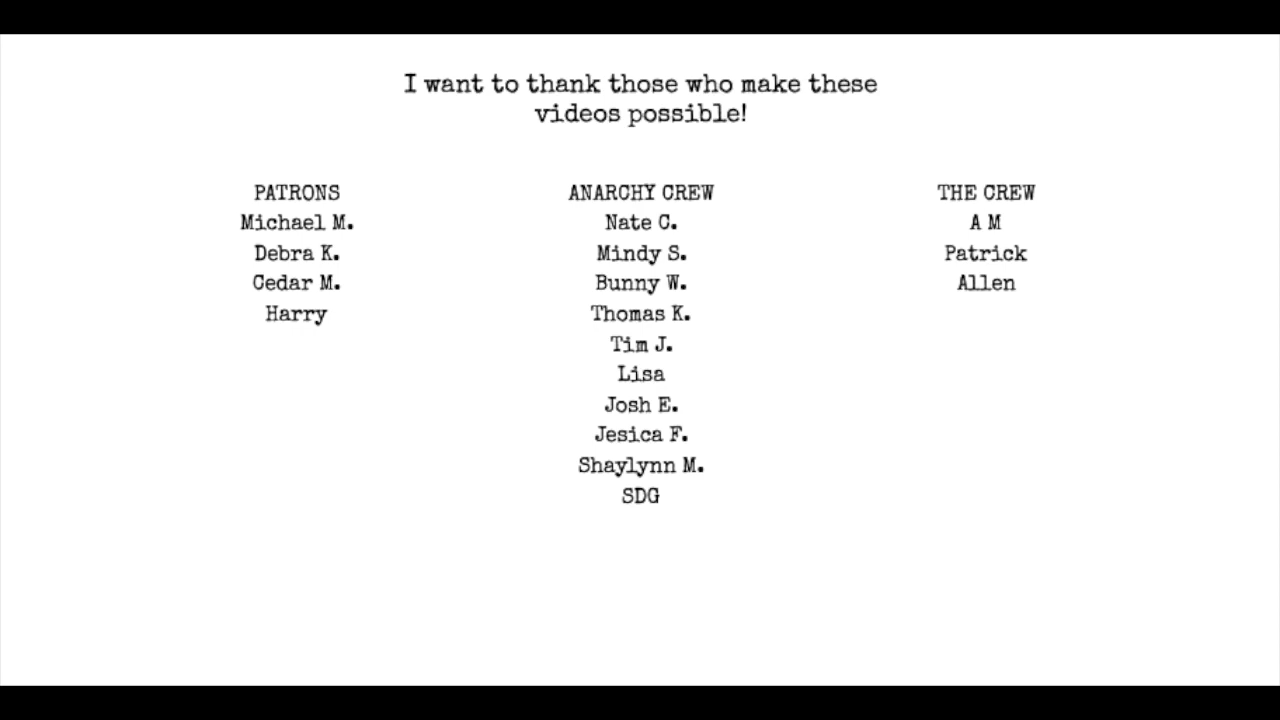 I want to thank those who make these
videos possible!
PATRONS
Michael M.
Debra K.
Cedar M.
Harry
ANARCHY CREW
Nate C.
Mindy S.
Bunny W.
Thomas K.
Tim J.
Lisa
Josh E.
Jesica F.
Shaylynn M.
SDG
THE CREW
A M
Patrick
Allen